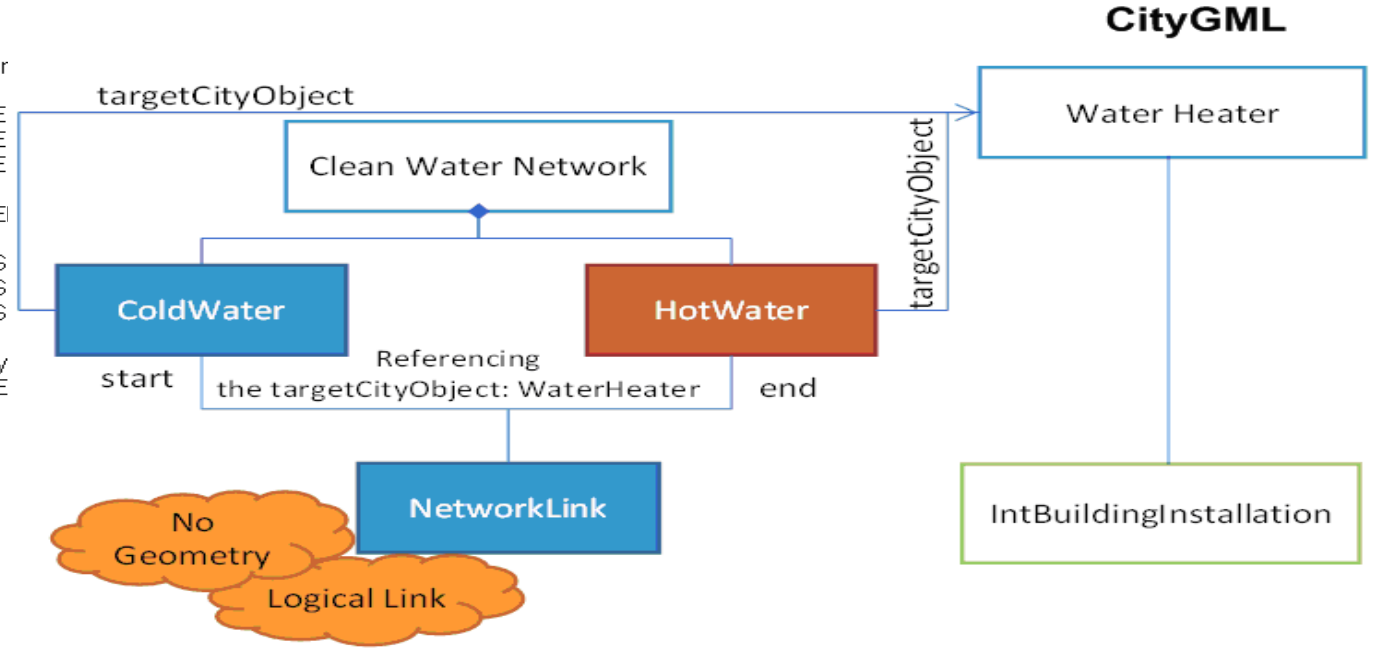 CityGML
targetCityObject
Water Heater
Clean Water Network
targetCityObject
ColdWater
HotWater
Referencing
start
the targetCityObject: WaterHeater
end
NetworkLink
IntBuildingInstallation
No
Geometry
Logical Link